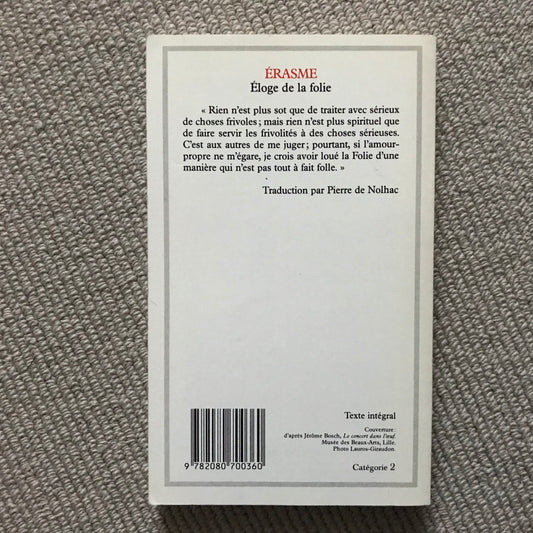 ÉRASME
Éloge de la folie
« Rien n'est plus sot que de traiter avec sérieux
de choses frivoles ; mais rien n'est plus spirituel que
de faire servir les frivolités à des choses sérieuses.
C'est aux autres de me juger ; pourtant, si l'amour-
propre ne m'égare, je crois avoir loué la Folie d'une
manière qui n'est pas tout à fait folle. »
Traduction par Pierre de Nolhac
Texte intégral
Couverture :
d'après Jérôme Bosch, Le concert dans l'œuf.
Musée des Beaux-Arts, Lille.
Photo Lauros-Giraudon.
Catégorie 2
9 782080 700360